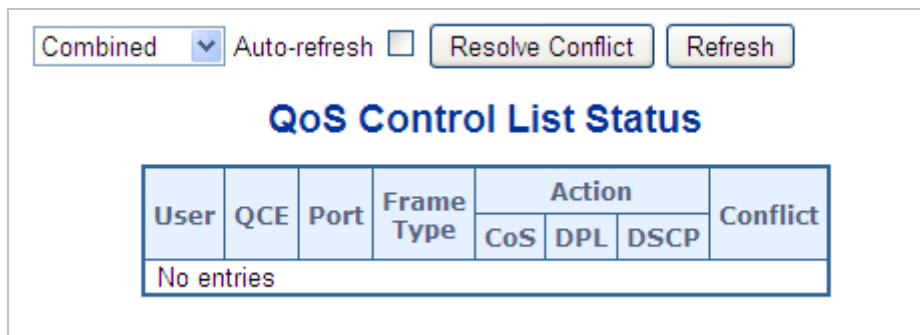 Combined Auto-refresh Resolve Conflict Refresh
QoS Control List Status
User QCE Port Frame Type Action Conflict
CoS DPL DSCP
No entries